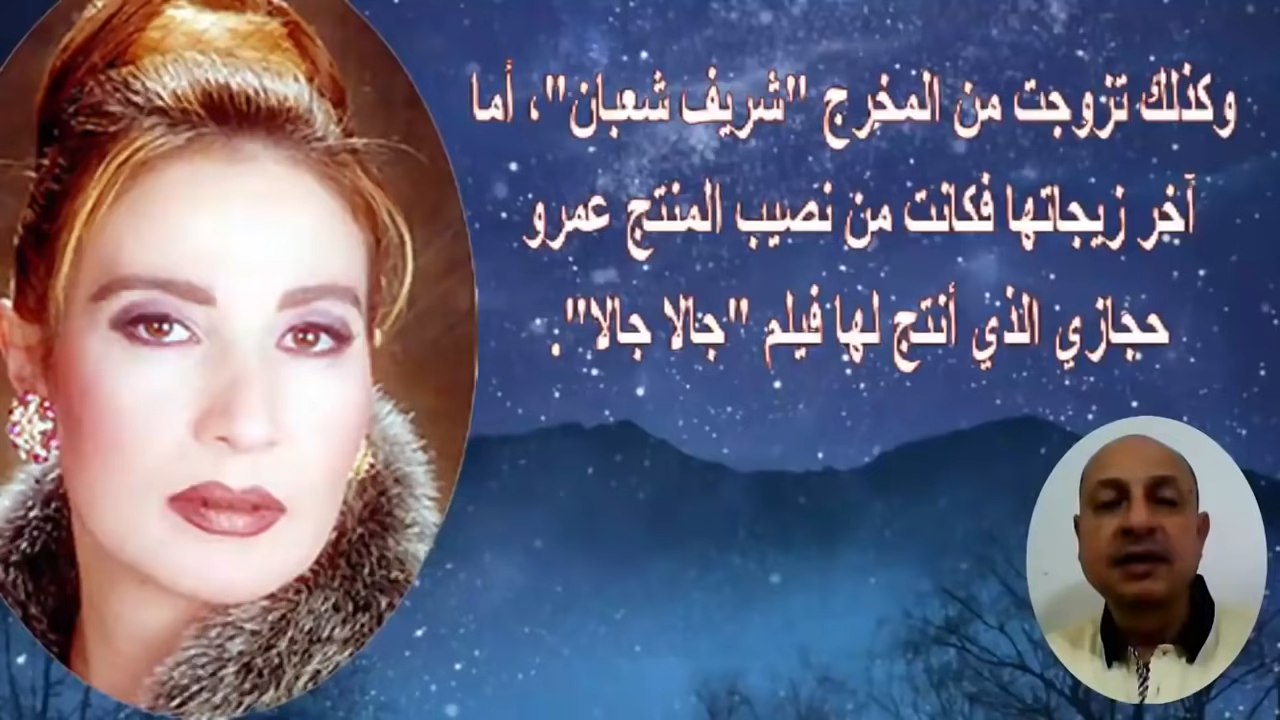 وكذلك تزوجت من المخرج "شريف شعبان"، أما
آخر زيجاتها فكانت من نصيب المنتج عمرو
حجازي الذي أنتج لها فيلم "جالا جالا".